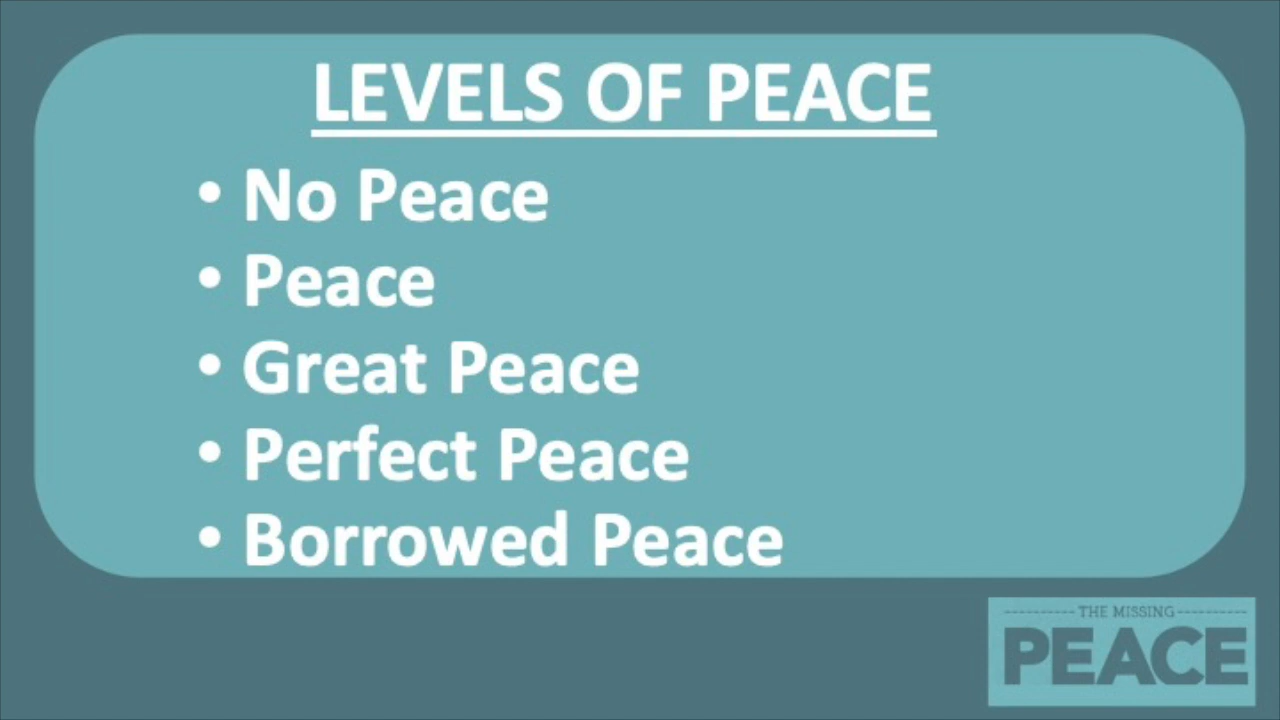 LEVELS OF PEACE
• No Peace
• Peace
• Great Peace
• Perfect Peace
• Borrowed Peace
THE MISSING
PEACE